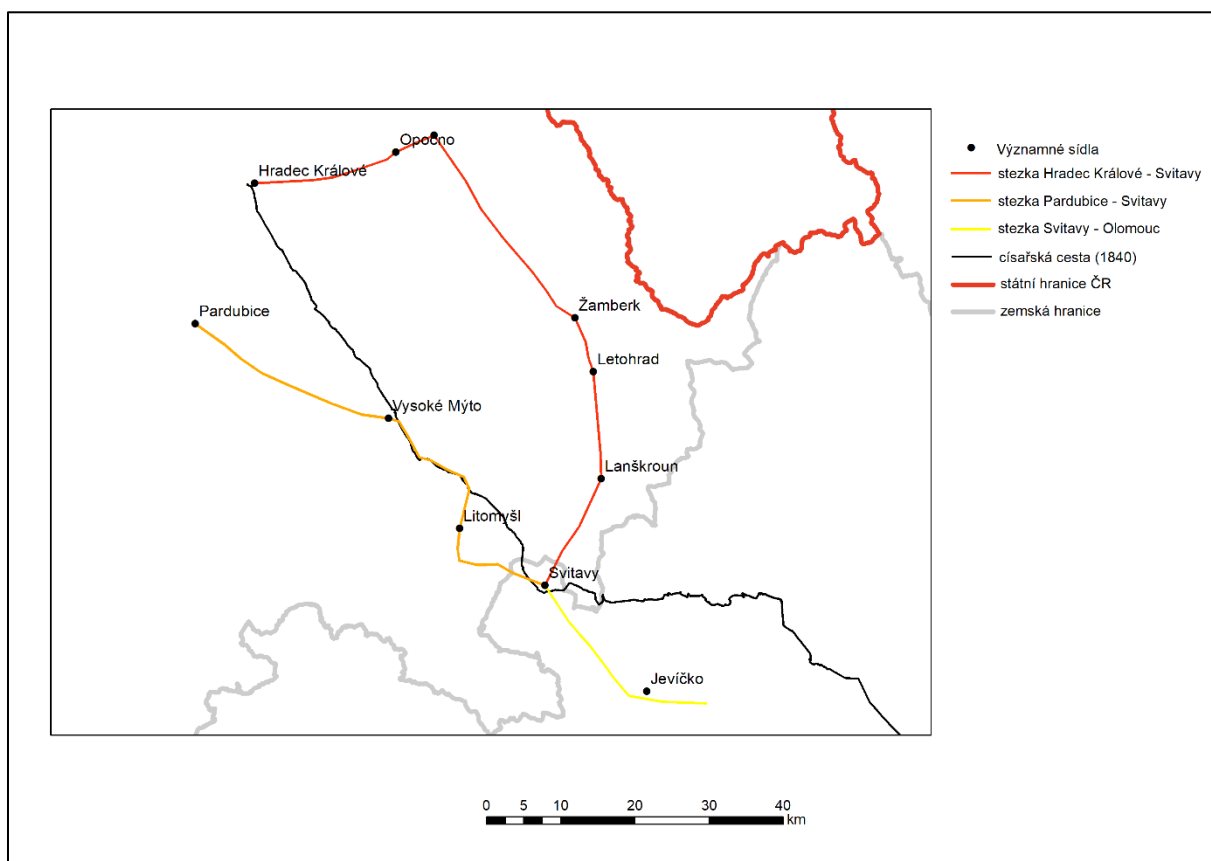 Opočno
Hradec Králové
Žamberk
Pardubice
Letohrad
Vysoké Mýto
Lanškroun
Litomyšl
Svitavy
Jevíčko
Významné sídla
stezka Hradec Králové - Svitavy
stezka Pardubice - Svitavy
stezka Svitavy - Olomouc
císařská cesta (1840)
státní hranice ČR
zemská hranice
0 5 10 20 30 40
km